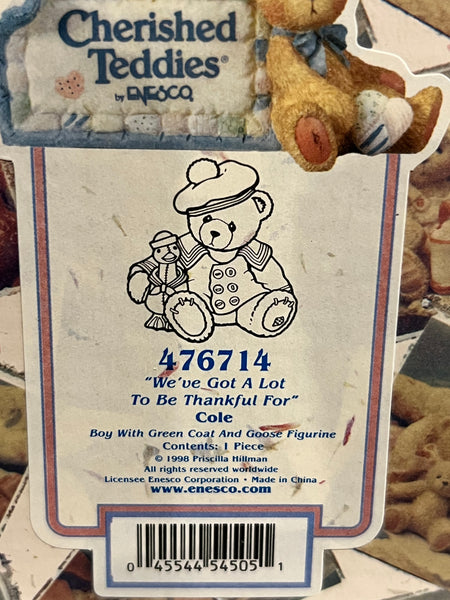 Cherished
Teddies®
by ENESCO®
476714
"We've Got A Lot
To Be Thankful For"
Cole
Boy With Green Coat And Goose Figurine
Contents: 1 Piece
© 1998 Priscilla Hillman
All rights reserved worldwide
Licensee Enesco Corporation • Made in China
www.enesco.com
0 45544 54505 1